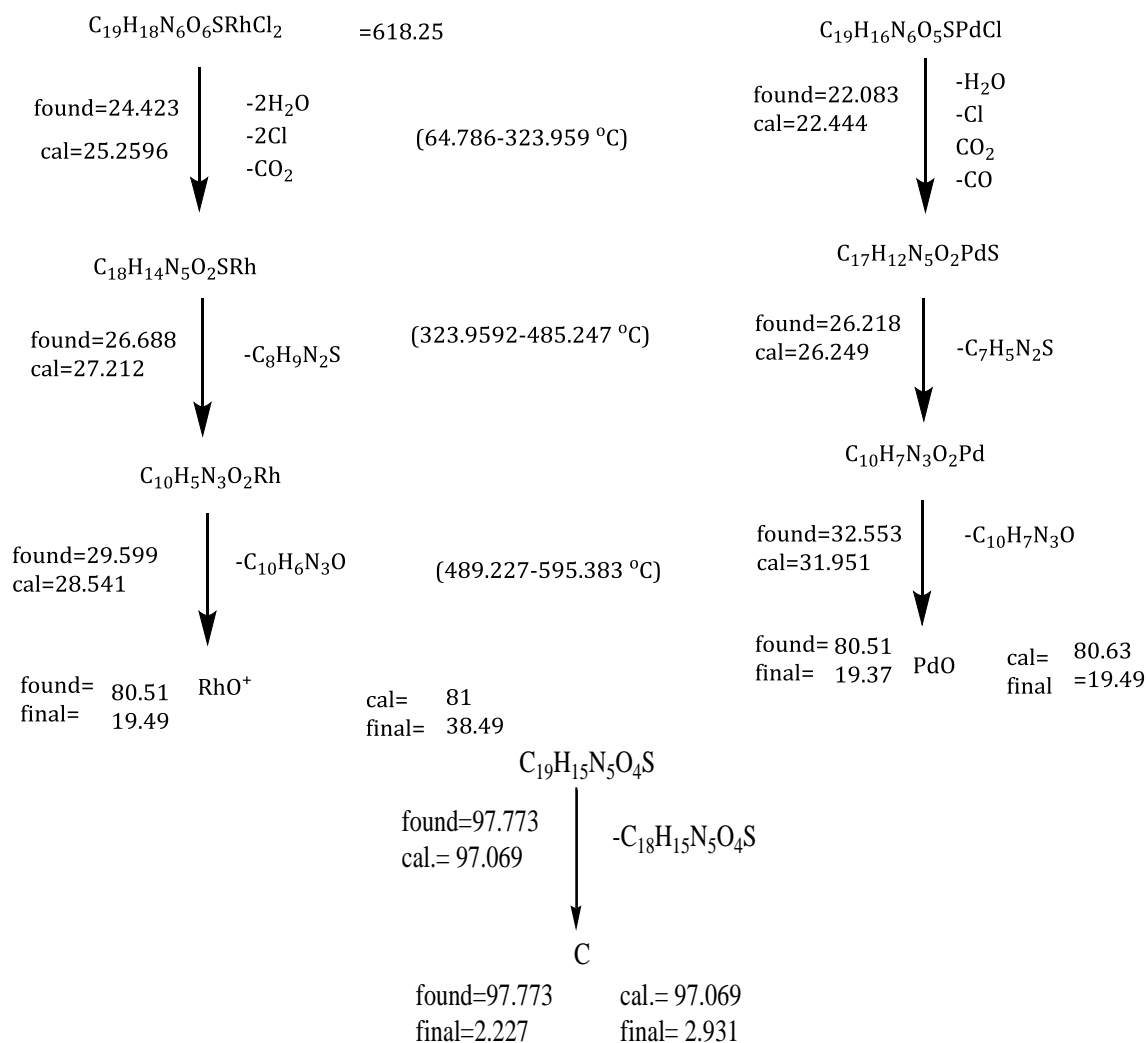 C₁₉H₁₈N₆O₆SRhCl₂ =618.25
found=24.423
cal=25.2596
-2H₂O
-2Cl
-CO₂
(64.786-323.959 °C)
C₁₉H₁₆N₆O₅SPdCl
found=22.083
cal=22.444
-H₂O
-Cl
CO₂
-CO
C₁₈H₁₄N₅O₂SRh
C₁₇H₁₂N₅O₂PdS
found=26.688
cal=27.212
-C₈H₉N₂S
(323.9592-485.247 °C)
found=26.218
cal=26.249
-C₇H₅N₂S
C₁₀H₅N₃O₂Rh
C₁₀H₇N₃O₂Pd
found=29.599
cal=28.541
-C₁₀H₆N₃O
(489.227-595.383 °C)
found=32.553
cal=31.951
-C₁₀H₇N₃O
found= 80.51
final= 19.49
RhO⁺
cal= 81
final= 38.49
found= 80.51
final= 19.37
PdO
cal= 80.63
final =19.49
C₁₉H₁₅N₅O₄S
found=97.773
cal.= 97.069
-C₁₈H₁₅N₅O₄S
C
found=97.773 cal.= 97.069
final=2.227 final= 2.931